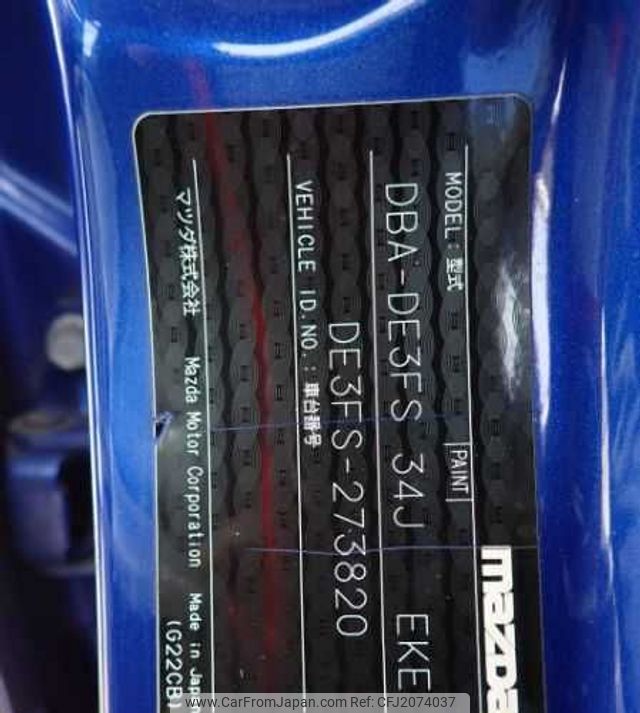 mazda
MODEL:型式 PAINT
DBA-DE3FS 34J EKE
VEHICLE ID.NO.:車台番号
DE3FS-273820
マツダ株式会社 Mazda Motor Corporation Made in Japan
(G22CB)
www.CarFromJapan.com Ref:CFJ2074037